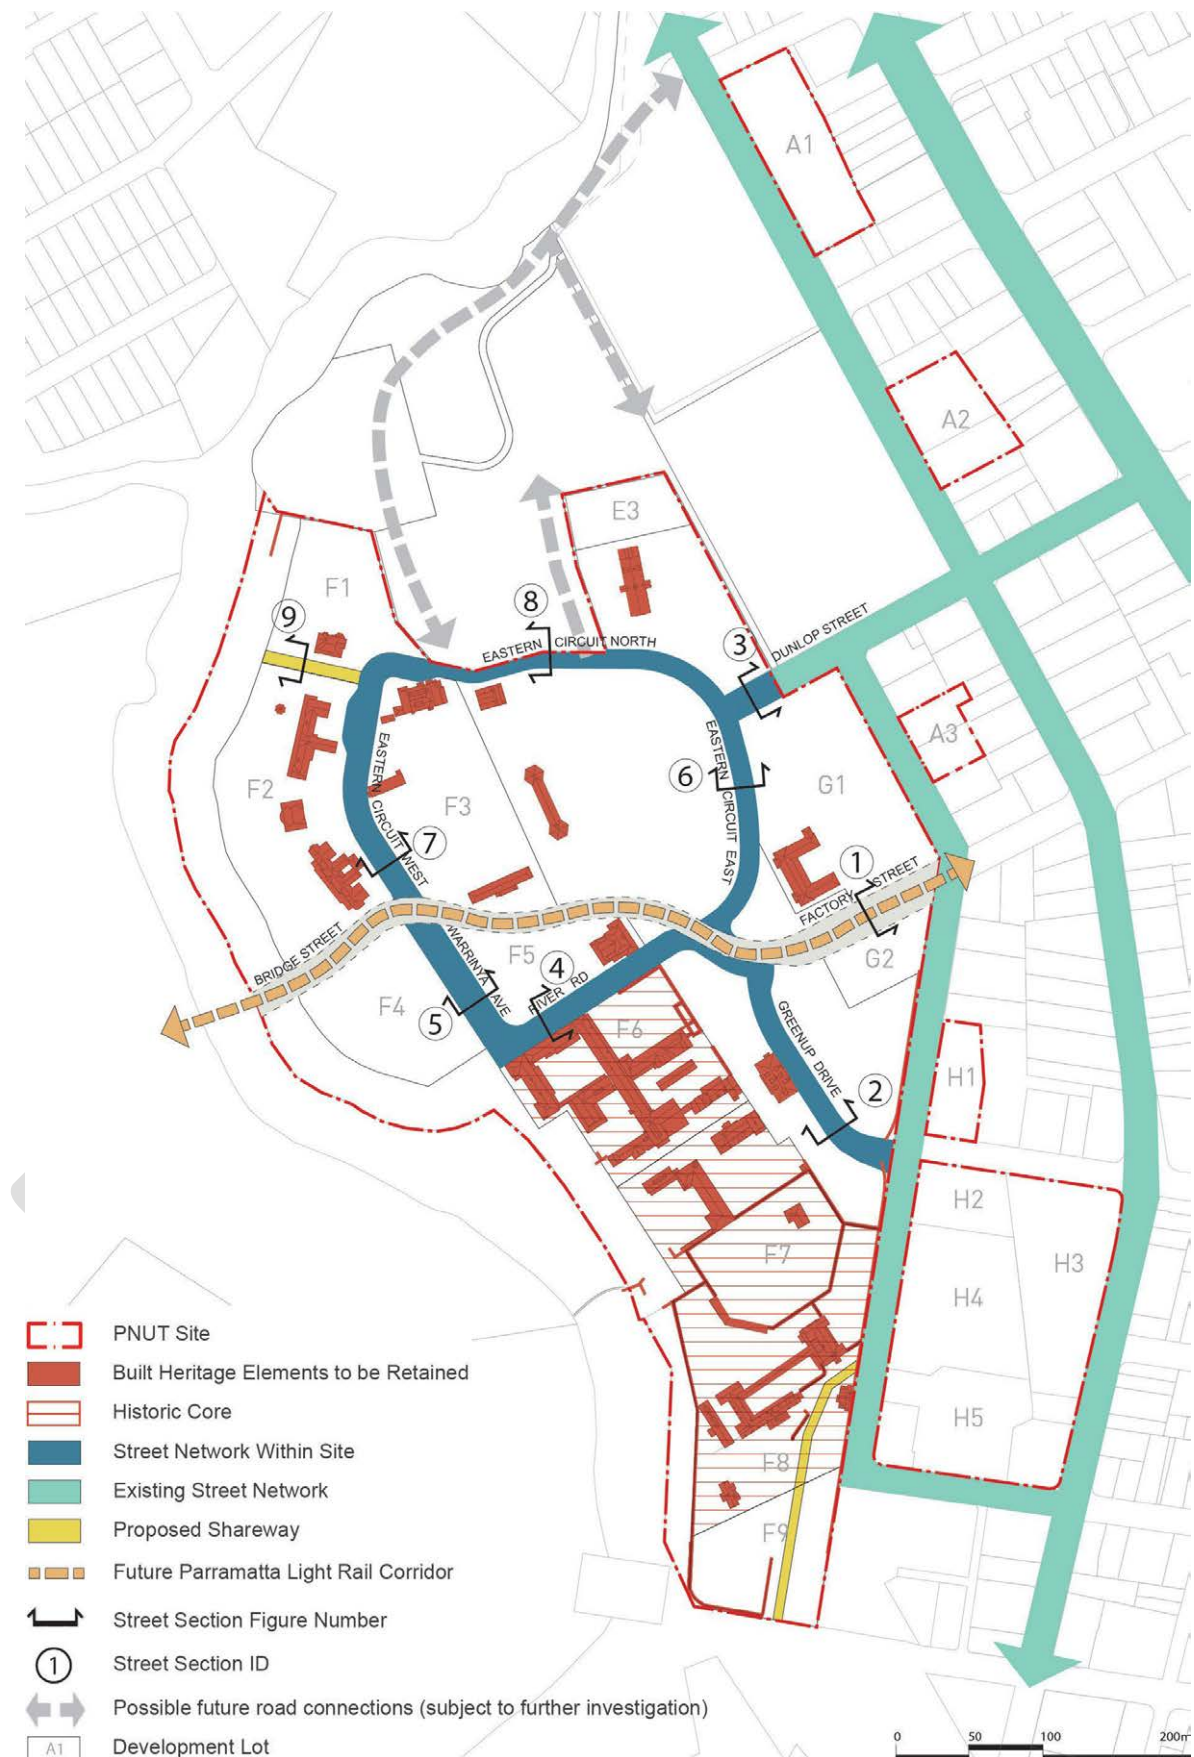 A1
A2
E3
F1
9
8
EASTERN CIRCUIT NORTH
3
DUNLOP STREET
A3
EASTERN CIRCUIT WEST
EASTERN CIRCUIT EAST
6
G1
F2
F3
7
1
FACTORY STREET
BRIDGE STREET
WARRINYA AVE
F5
4
RIVER RD
G2
F4
5
F6
GREENUP DRIVE
H1
2
H2
F7
H3
H4
H5
F8
F9
PNUT Site
Built Heritage Elements to be Retained
Historic Core
Street Network Within Site
Existing Street Network
Proposed Shareway
Future Parramatta Light Rail Corridor
Street Section Figure Number
1 Street Section ID
Possible future road connections (subject to further investigation)
A1 Development Lot
0 50 100 200m